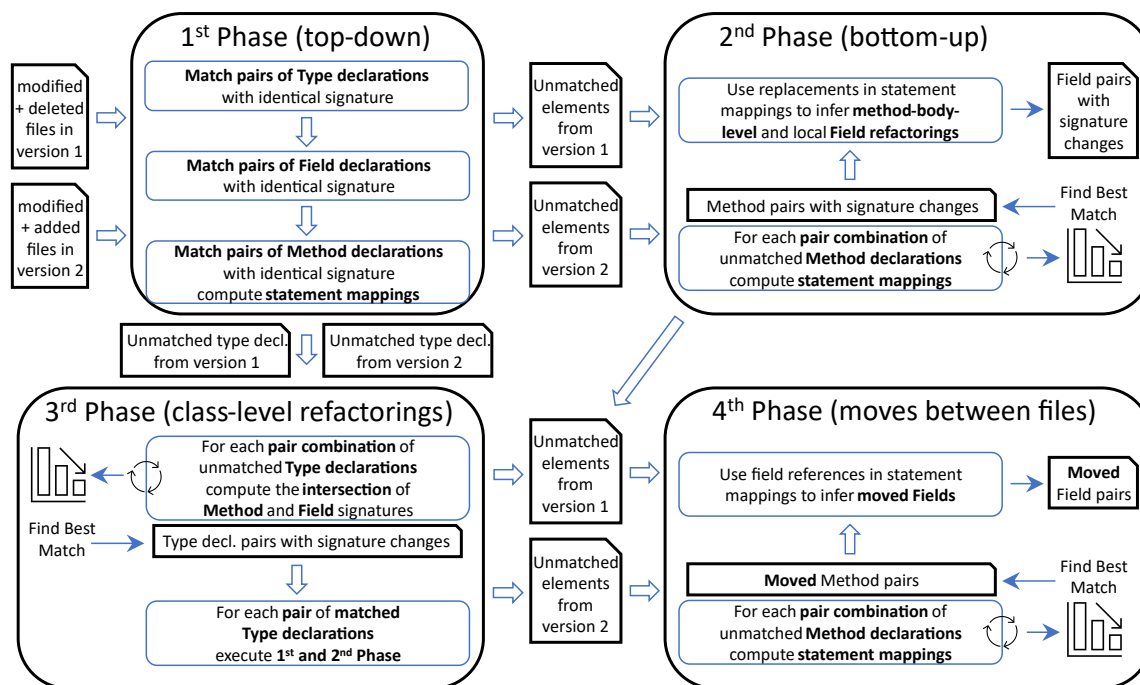 1st Phase (top-down)
modified
+ deleted
files in
version 1
modified
+ added
files in
version 2
Match pairs of Type declarations
with identical signature
Match pairs of Field declarations
with identical signature
Match pairs of Method declarations
with identical signature
compute statement mappings
Unmatched
elements
from
version 1
Unmatched
elements
from
version 2
2nd Phase (bottom-up)
Use replacements in statement
mappings to infer method-body-
level and local Field refactorings
Field pairs
with
signature
changes
Method pairs with signature changes
Find Best
Match
For each pair combination of
unmatched Method declarations
compute statement mappings
Unmatched type decl.
from version 1
Unmatched type decl.
from version 2
3rd Phase (class-level refactorings)
For each pair combination of
unmatched Type declarations
compute the intersection of
Method and Field signatures
Find Best
Match
Type decl. pairs with signature changes
For each pair of matched
Type declarations
execute 1st and 2nd Phase
Unmatched
elements
from
version 1
Unmatched
elements
from
version 2
4th Phase (moves between files)
Use field references in statement
mappings to infer moved Fields
Moved
Field pairs
Moved Method pairs
Find Best
Match
For each pair combination of
unmatched Method declarations
compute statement mappings